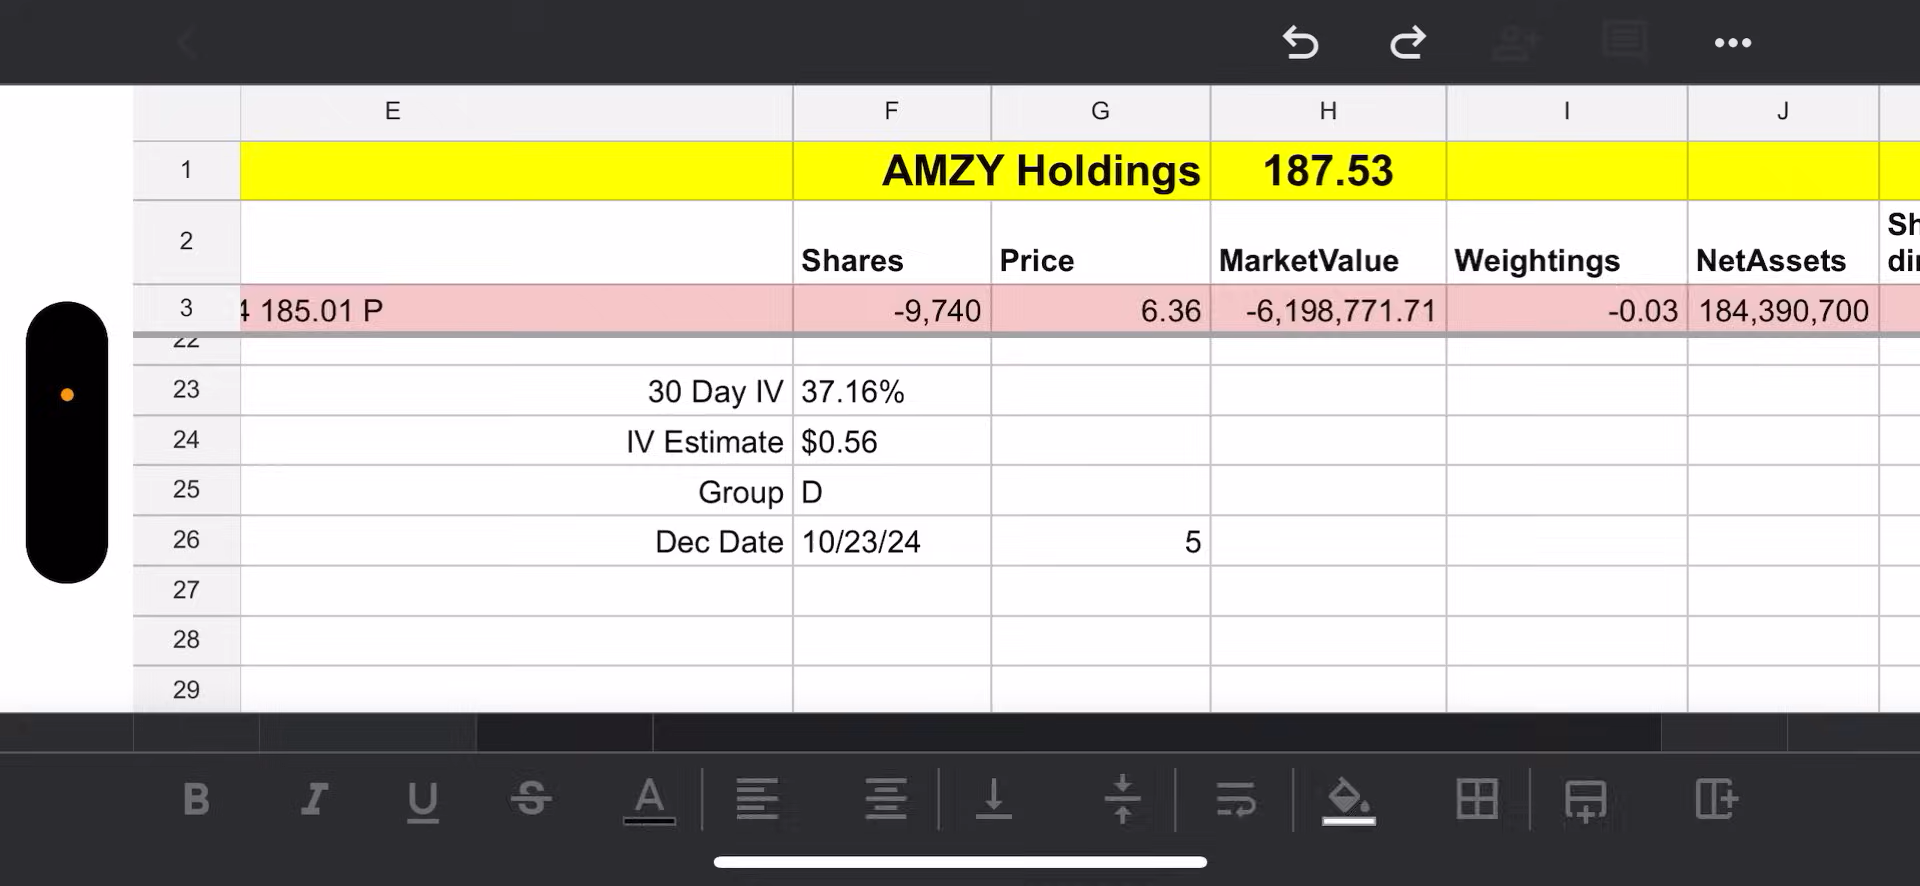 E F G H I J
1 AMZY Holdings 187.53
2 Shares Price MarketValue Weightings NetAssets
3 185.01 P -9,740 6.36 -6,198,771.71 -0.03 184,390,700
22
23 30 Day IV 37.16%
24 IV Estimate $0.56
25 Group D
26 Dec Date 10/23/24 5
27
28
29
B I U S A